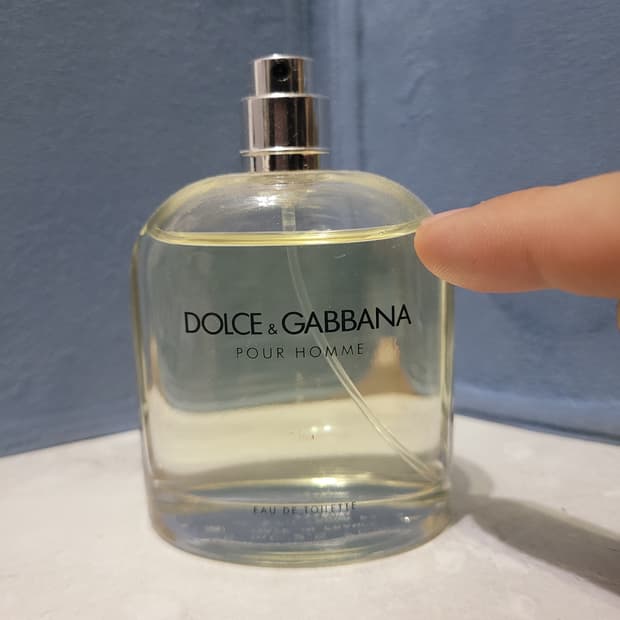 DOLCE & GABBANA
POUR HOMME
EAU DE TOILETTE